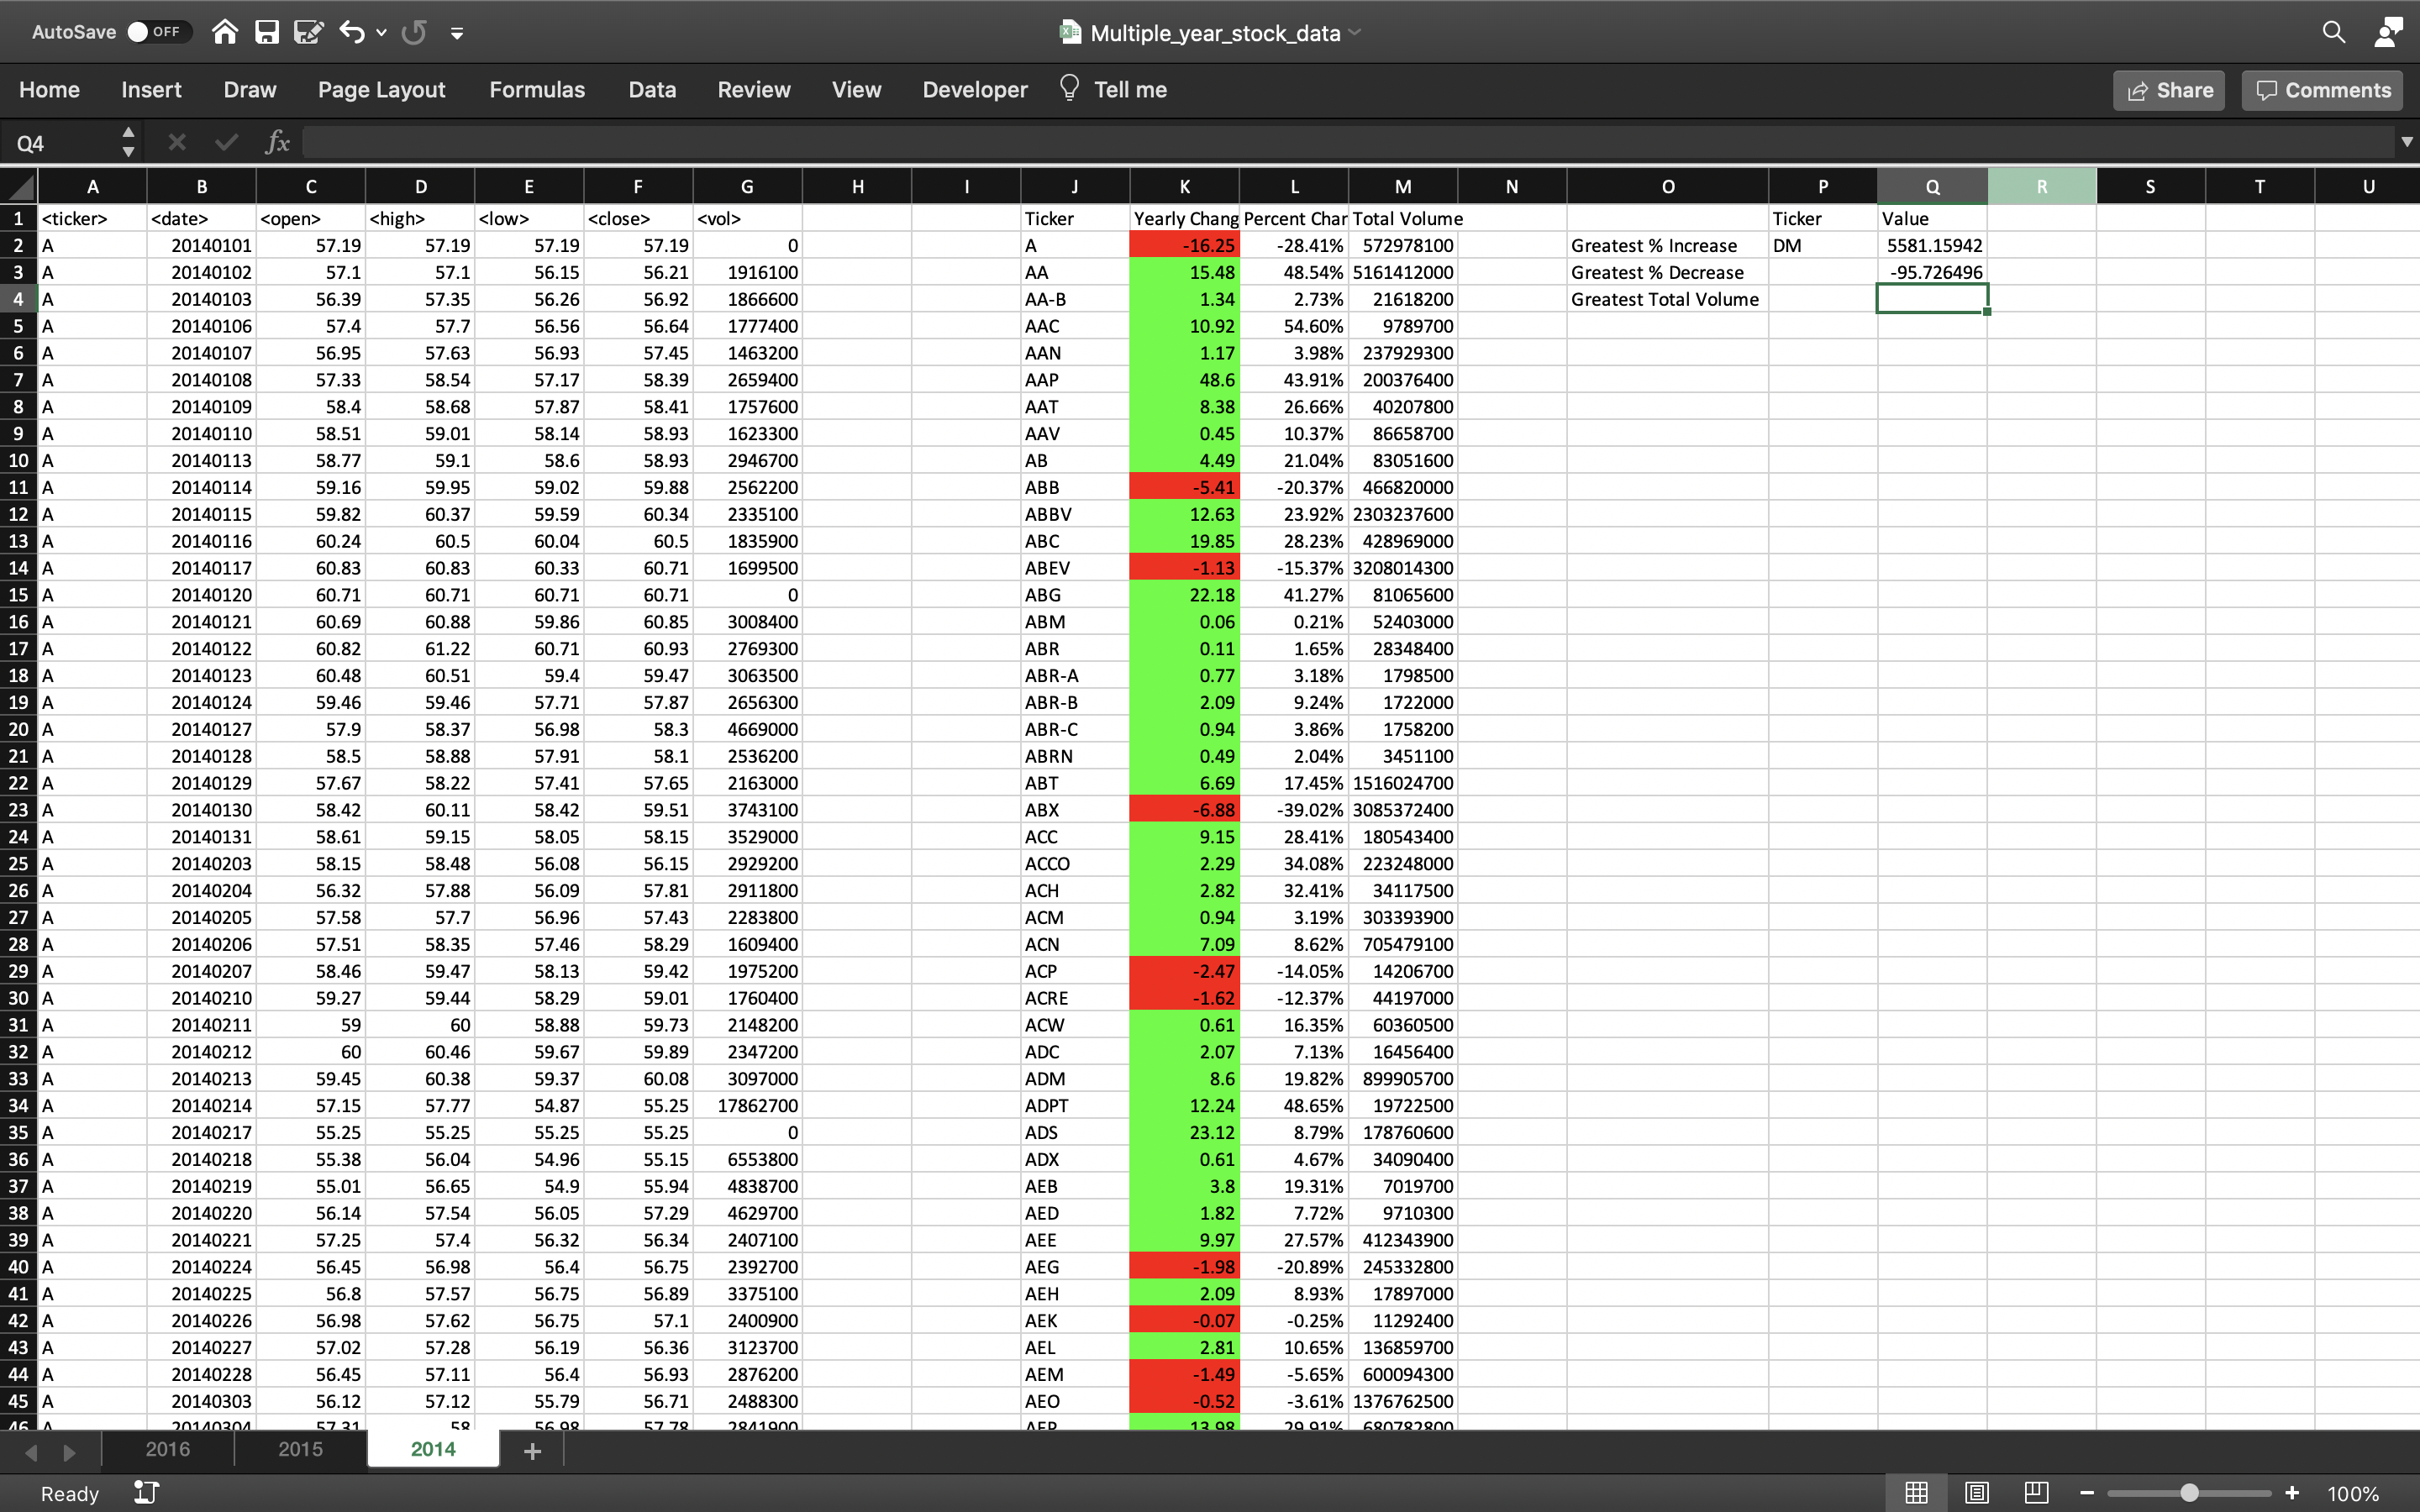 AutoSave OFF Multiple_year_stock_data
Home Insert Draw Page Layout Formulas Data Review View Developer Tell me Share Comments
Q4 fx
A B C D E F G H I J K L M N O P Q R S T U
1 <ticker> <date> <open> <high> <low> <close> <vol> Ticker Yearly Chang Percent Char Total Volume Ticker Value
2 A 20140101 57.19 57.19 57.19 57.19 0 A -16.25 -28.41% 572978100 Greatest % Increase DM 5581.15942
3 A 20140102 57.1 57.1 56.15 56.21 1916100 AA 15.48 48.54% 5161412000 Greatest % Decrease -95.726496
4 A 20140103 56.39 57.35 56.26 56.92 1866600 AA-B 1.34 2.73% 21618200 Greatest Total Volume
5 A 20140106 57.4 57.7 56.56 56.64 1777400 AAC 10.92 54.60% 9789700
6 A 20140107 56.95 57.63 56.93 57.45 1463200 AAN 1.17 3.98% 237929300
7 A 20140108 57.33 58.54 57.17 58.39 2659400 AAP 48.6 43.91% 200376400
8 A 20140109 58.4 58.68 57.87 58.41 1757600 AAT 8.38 26.66% 40207800
9 A 20140110 58.51 59.01 58.14 58.93 1623300 AAV 0.45 10.37% 86658700
10 A 20140113 58.77 59.1 58.6 58.93 2946700 AB 4.49 21.04% 83051600
11 A 20140114 59.16 59.95 59.02 59.88 2562200 ABB -5.41 -20.37% 466820000
12 A 20140115 59.82 60.37 59.59 60.34 2335100 ABBV 12.63 23.92% 2303237600
13 A 20140116 60.24 60.5 60.04 60.5 1835900 ABC 19.85 28.23% 428969000
14 A 20140117 60.83 60.83 60.33 60.71 1699500 ABEV -1.13 -15.37% 3208014300
15 A 20140120 60.71 60.71 60.71 60.71 0 ABG 22.18 41.27% 81065600
16 A 20140121 60.69 60.88 59.86 60.85 3008400 ABM 0.06 0.21% 52403000
17 A 20140122 60.82 61.22 60.71 60.93 2769300 ABR 0.11 1.65% 28348400
18 A 20140123 60.48 60.51 59.4 59.47 3063500 ABR-A 0.77 3.18% 1798500
19 A 20140124 59.46 59.46 57.71 57.87 2656300 ABR-B 2.09 9.24% 1722000
20 A 20140127 57.9 58.37 56.98 58.3 4669000 ABR-C 0.94 3.86% 1758200
21 A 20140128 58.5 58.88 57.91 58.1 2536200 ABRN 0.49 2.04% 3451100
22 A 20140129 57.67 58.22 57.41 57.65 2163000 ABT 6.69 17.45% 1516024700
23 A 20140130 58.42 60.11 58.42 59.51 3743100 ABX -6.88 -39.02% 3085372400
24 A 20140131 58.61 59.15 58.05 58.15 3529000 ACC 9.15 28.41% 180543400
25 A 20140203 58.15 58.48 56.08 56.15 2929200 ACCO 2.29 34.08% 223248000
26 A 20140204 56.32 57.88 56.09 57.81 2911800 ACH 2.82 32.41% 34117500
27 A 20140205 57.58 57.7 56.96 57.43 2283800 ACM 0.94 3.19% 303393900
28 A 20140206 57.51 58.35 57.46 58.29 1609400 ACN 7.09 8.62% 705479100
29 A 20140207 58.46 59.47 58.13 59.42 1975200 ACP -2.47 -14.05% 14206700
30 A 20140210 59.27 59.44 58.29 59.01 1760400 ACRE -1.62 -12.37% 44197000
31 A 20140211 59 60 58.88 59.73 2148200 ACW 0.61 16.35% 60360500
32 A 20140212 60 60.46 59.67 59.89 2347200 ADC 2.07 7.13% 16456400
33 A 20140213 59.45 60.38 59.37 60.08 3097000 ADM 8.6 19.82% 899905700
34 A 20140214 57.15 57.77 54.87 55.25 17862700 ADPT 12.24 48.65% 19722500
35 A 20140217 55.25 55.25 55.25 55.25 0 ADS 23.12 8.79% 178760600
36 A 20140218 55.38 56.04 54.96 55.15 6553800 ADX 0.61 4.67% 34090400
37 A 20140219 55.01 56.65 54.9 55.94 4838700 AEB 3.8 19.31% 7019700
38 A 20140220 56.14 57.54 56.05 57.29 4629700 AED 1.82 7.72% 9710300
39 A 20140221 57.25 57.4 56.32 56.34 2407100 AEE 9.97 27.57% 412343900
40 A 20140224 56.45 56.98 56.4 56.75 2392700 AEG -1.98 -20.89% 245332800
41 A 20140225 56.8 57.57 56.75 56.89 3375100 AEH 2.09 8.93% 17897000
42 A 20140226 56.98 57.62 56.75 57.1 2400900 AEK -0.07 -0.25% 11292400
43 A 20140227 57.02 57.28 56.19 56.36 3123700 AEL 2.81 10.65% 136859700
44 A 20140228 56.45 57.11 56.4 56.93 2876200 AEM -1.49 -5.65% 600094300
45 A 20140303 56.12 57.12 55.79 56.71 2488300 AEO -0.52 -3.61% 1376762500
46 A 20140304 57.31 58 56.98 57.78 2841900 AEP 13.98 29.91% 680782800
2016 2015 2014 +
Ready 100%